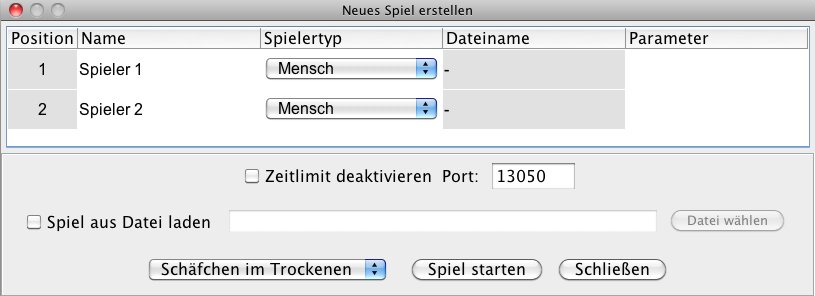 Neues Spiel erstellen
Position Name Spielertyp Dateiname Parameter
1 Spieler 1 Mensch -
2 Spieler 2 Mensch -
Zeitlimit deaktivieren Port: 13050
Spiel aus Datei laden Datei wählen
Schäfchen im Trockenen Spiel starten Schließen